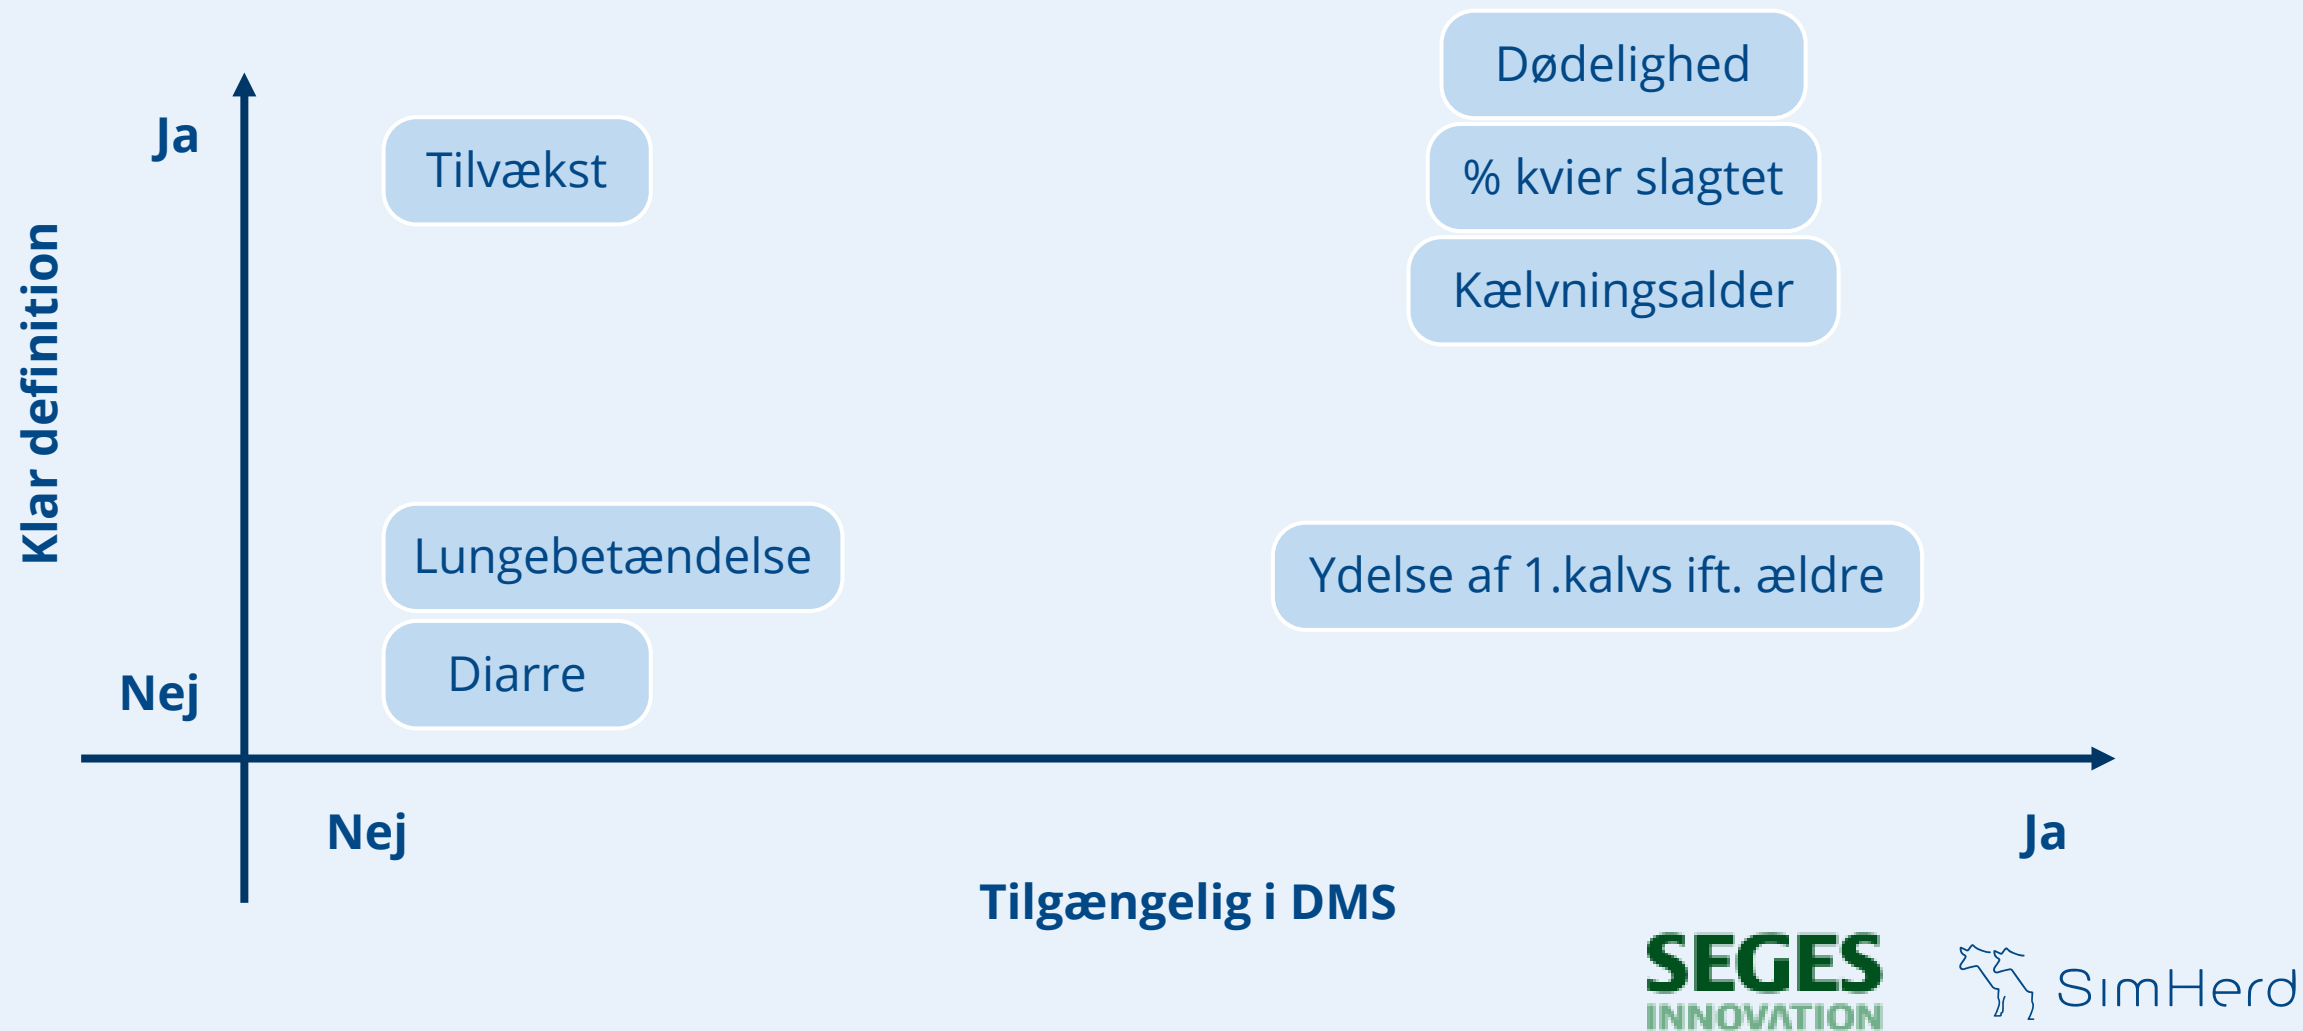 Dødelighed
Ja
Tilvækst
% kvier slagtet
Kælvningsalder
Klar definition
Lungebetændelse
Ydelse af 1.kalvs ift. ældre
Diarre
Nej
Nej
Ja
Tilgængelig i DMS
SEGES
INNOVATION
SimHerd